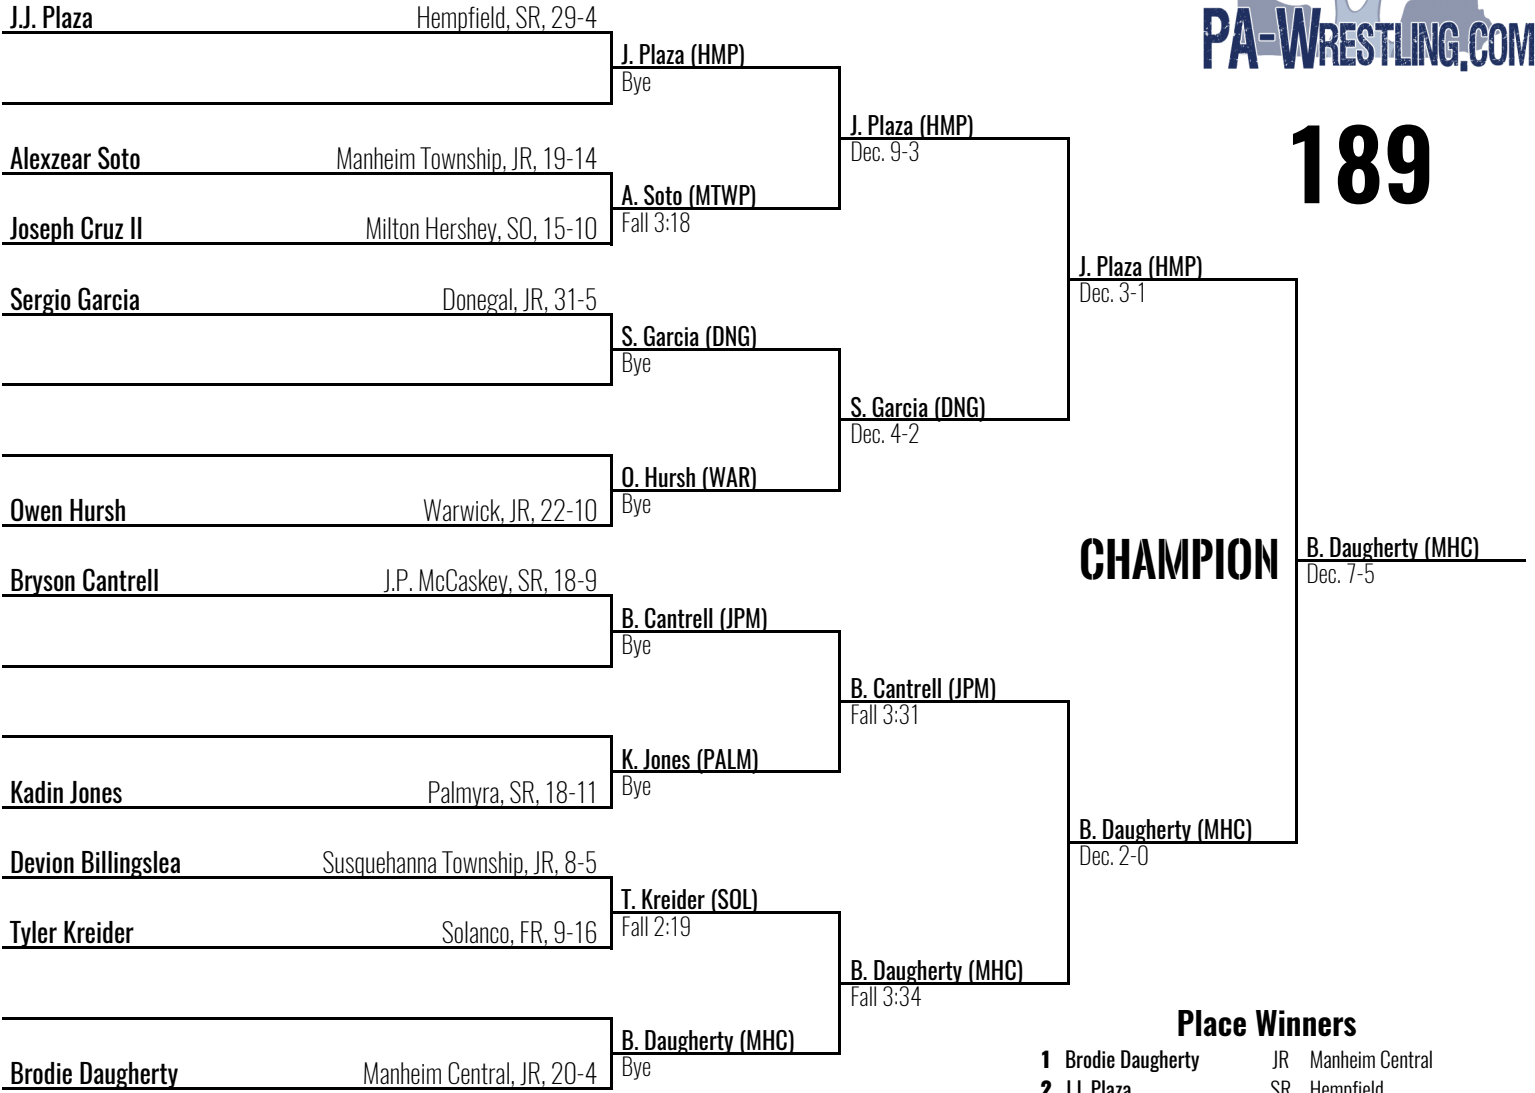 J.J. Plaza Hempfield, SR, 29-4
J. Plaza (HMP)
Bye
Alexzear Soto Manheim Township, JR, 19-14
Joseph Cruz II Milton Hershey, SO, 15-10
A. Soto (MTWP)
Fall 3:18
J. Plaza (HMP)
Dec. 9-3
Sergio Garcia Donegal, JR, 31-5
S. Garcia (DNG)
Bye
Owen Hursh Warwick, JR, 22-10
O. Hursh (WAR)
Bye
S. Garcia (DNG)
Dec. 4-2
J. Plaza (HMP)
Dec. 3-1
Bryson Cantrell J.P. McCaskey, SR, 18-9
B. Cantrell (JPM)
Bye
Kadin Jones Palmyra, SR, 18-11
K. Jones (PALM)
Bye
B. Cantrell (JPM)
Fall 3:31
Devion Billingslea Susquehanna Township, JR, 8-5
Tyler Kreider Solanco, FR, 9-16
T. Kreider (SOL)
Fall 2:19
Brodie Daugherty Manheim Central, JR, 20-4
B. Daugherty (MHC)
Bye
B. Daugherty (MHC)
Fall 3:34
B. Daugherty (MHC)
Dec. 2-0
CHAMPION
B. Daugherty (MHC)
Dec. 7-5
PA-WRESTLING.COM
189
Place Winners
1 Brodie Daugherty JR Manheim Central
2 J.J. Plaza SR Hempfield